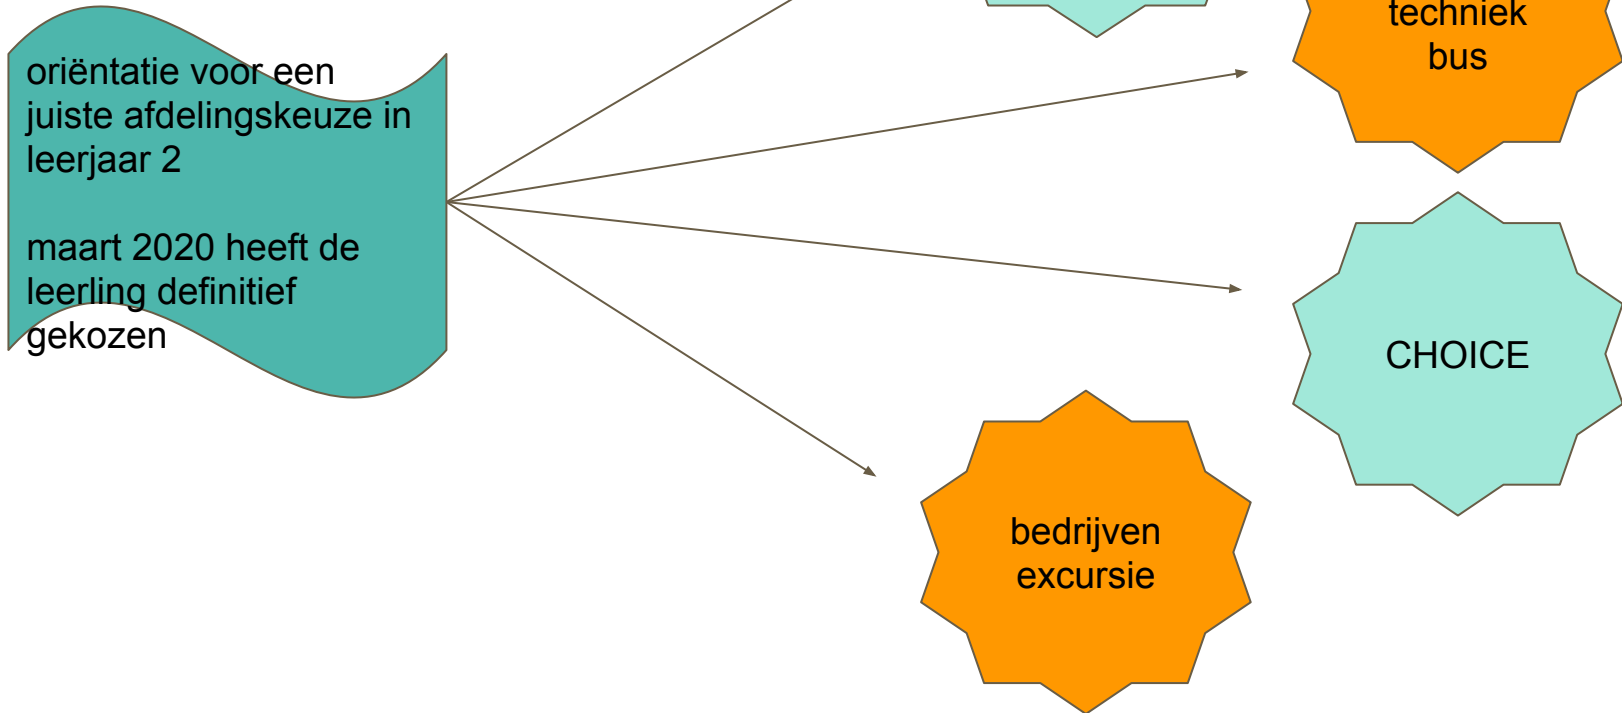 oriëntatie voor een
juiste afdelingskeuze in
leerjaar 2
maart 2020 heeft de
leerling definitief
gekozen
techniek
bus
CHOICE
bedrijven
excursie